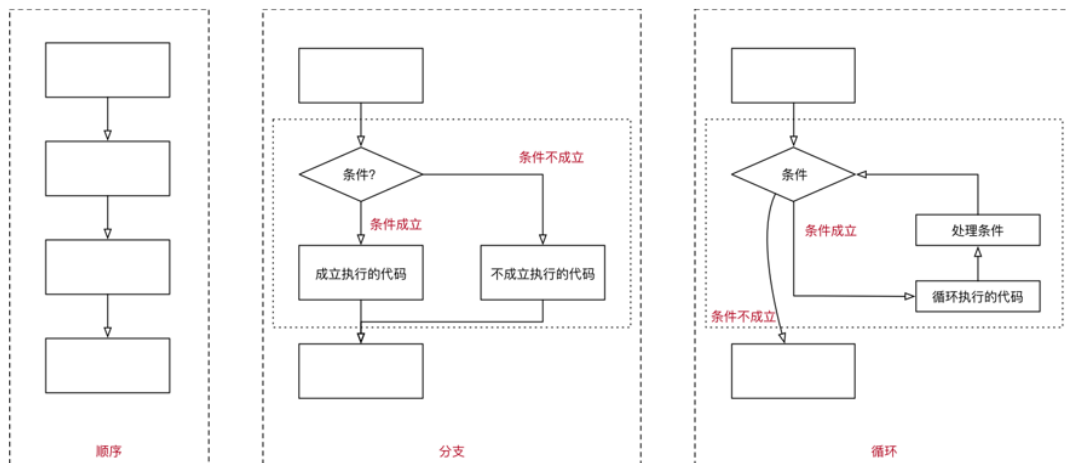 条件?
条件不成立
条件成立
成立执行的代码
不成立执行的代码
条件
条件成立
处理条件
循环执行的代码
条件不成立
顺序
分支
循环